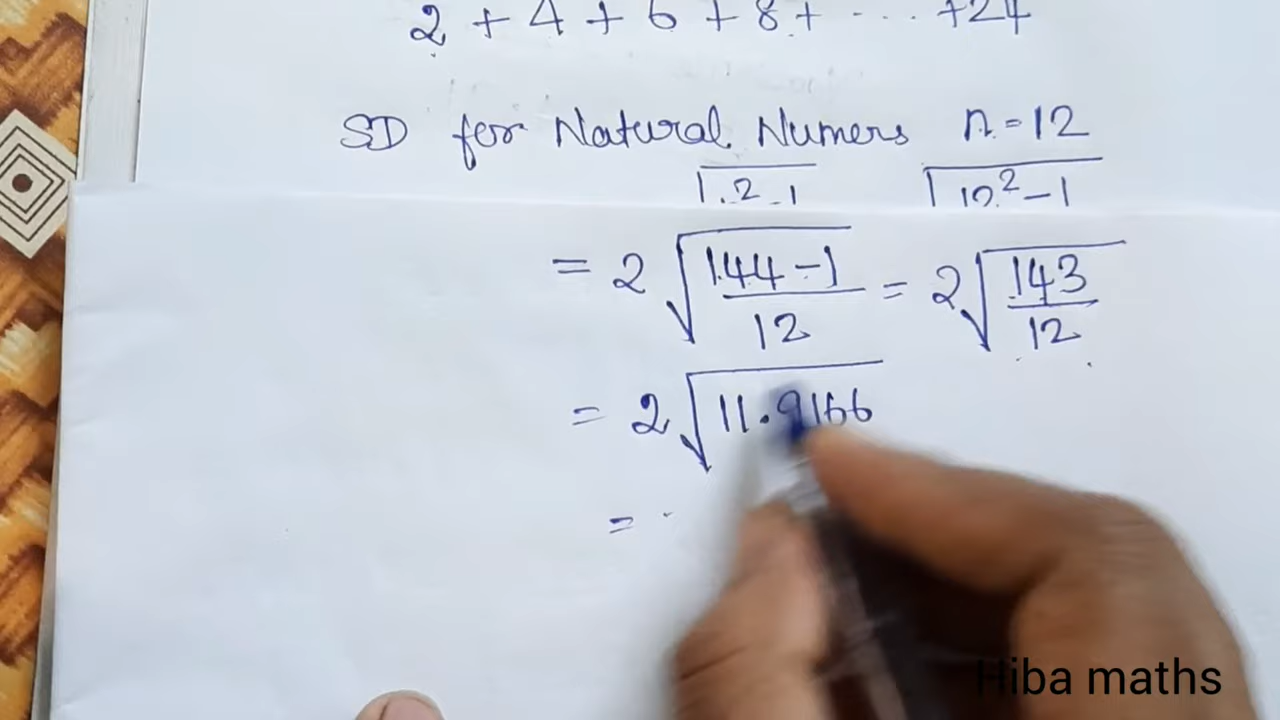 2 + 4 + 6 + 8 + .... +24
SD for Natural Numers n = 12
= 2 √(144 - 1 / 12) = 2 √(143 / 12)
= 2 √11.9166
=
Hiba maths